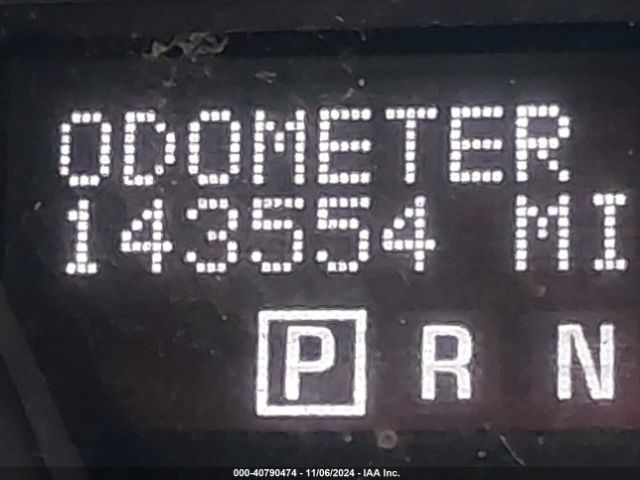 ODOMETER
143554 MI
P R N
000-40790474 - 11/06/2024 - IAA Inc.